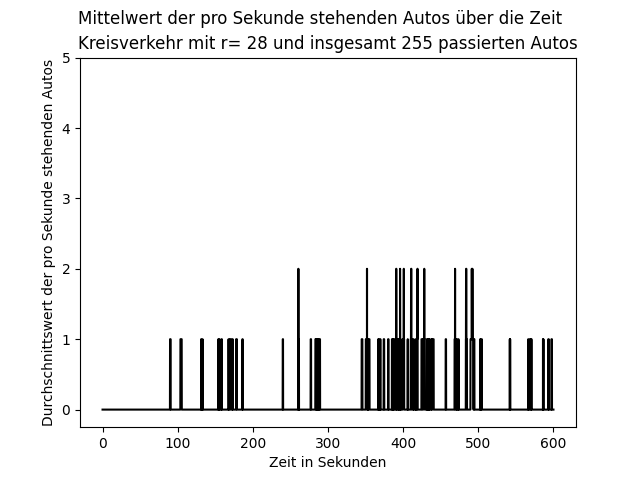 Mittelwert der pro Sekunde stehenden Autos über die Zeit
Kreisverkehr mit r= 28 und insgesamt 255 passierten Autos
Durchschnittswert der pro Sekunde stehenden Autos
5
4
3
2
1
0
0 100 200 300 400 500 600
Zeit in Sekunden